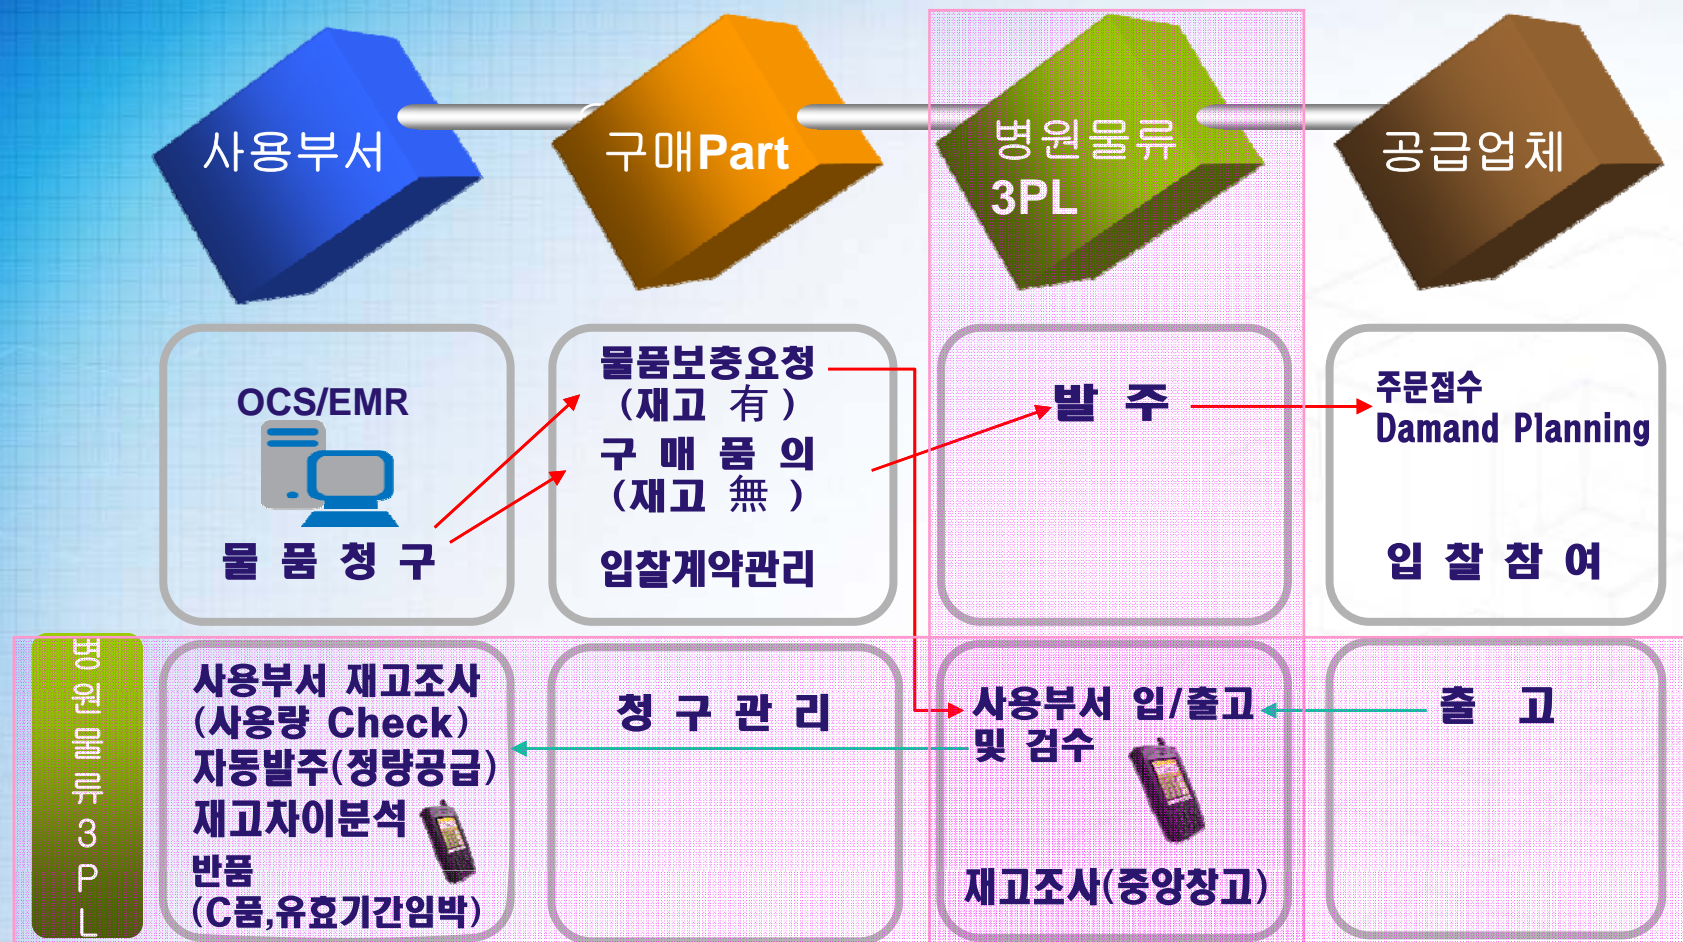 사용부서
구매Part
병원물류
3PL
공급업체
OCS/EMR
물 품 청 구
물품보충요청
(재고 有)
구 매 품 의
(재고 無)
입찰계약관리
발 주
주문접수
Damand Planning
입 찰 참 여
병원물류3PL
사용부서 재고조사
(사용량 Check)
자동발주(정량공급)
재고차이분석
반품
(C품,유효기간임박)
청 구 관 리
사용부서 입/출고
및 검수
재고조사(중앙창고)
출 고